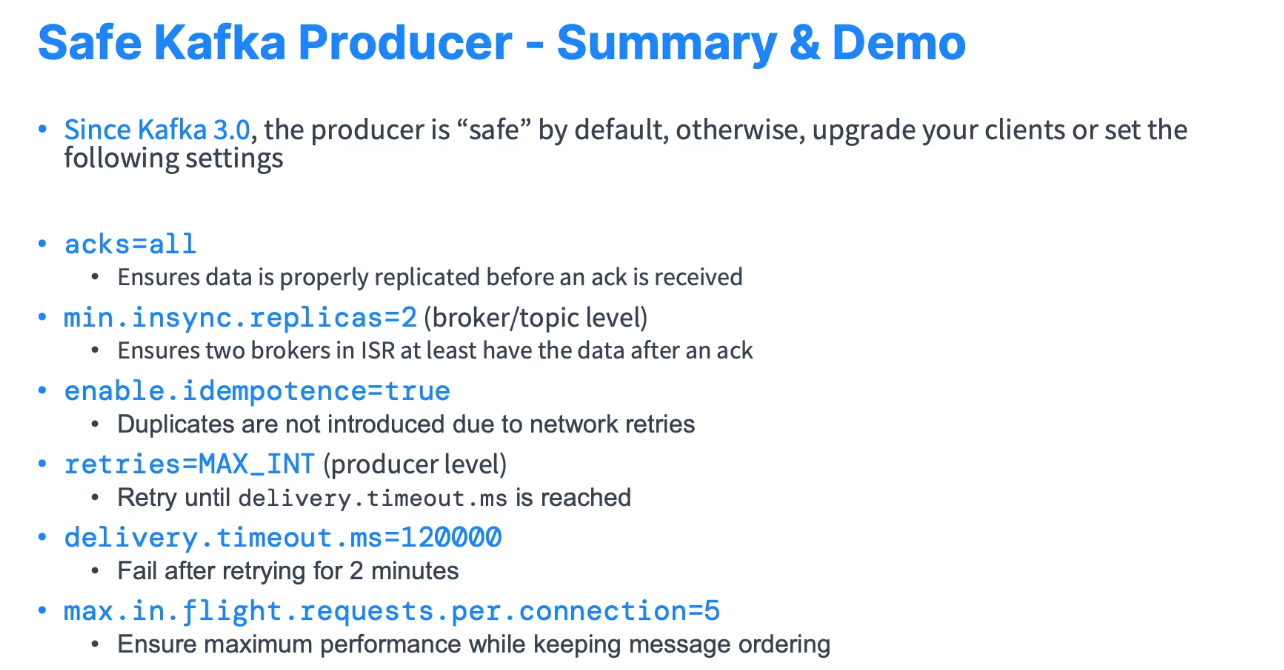 Safe Kafka Producer - Summary & Demo
• Since Kafka 3.0, the producer is “safe” by default, otherwise, upgrade your clients or set the
following settings
• acks=all
• Ensures data is properly replicated before an ack is received
• min.insync.replicas=2 (broker/topic level)
• Ensures two brokers in ISR at least have the data after an ack
• enable.idempotence=true
• Duplicates are not introduced due to network retries
• retries=MAX_INT (producer level)
• Retry until delivery.timeout.ms is reached
• delivery.timeout.ms=120000
• Fail after retrying for 2 minutes
• max.in.flight.requests.per.connection=5
• Ensure maximum performance while keeping message ordering